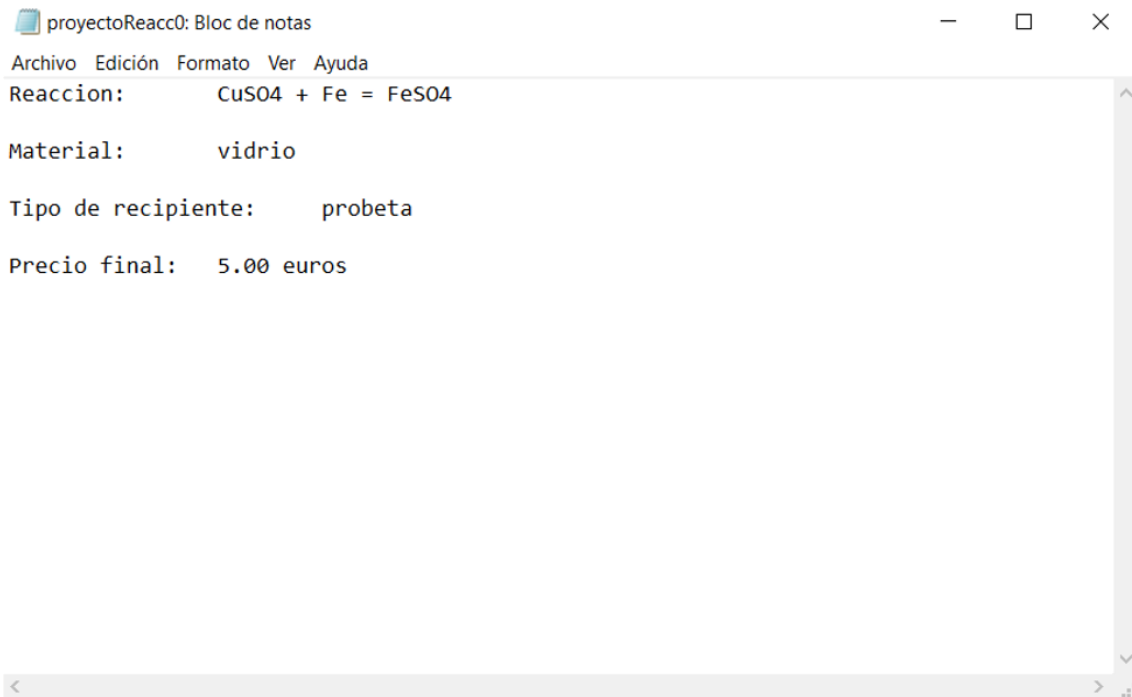 proyectoReacc0: Bloc de notas
Archivo Edición Formato Ver Ayuda
Reaccion: CuSO4 + Fe = FeSO4
Material: vidrio
Tipo de recipiente: probeta
Precio final: 5.00 euros